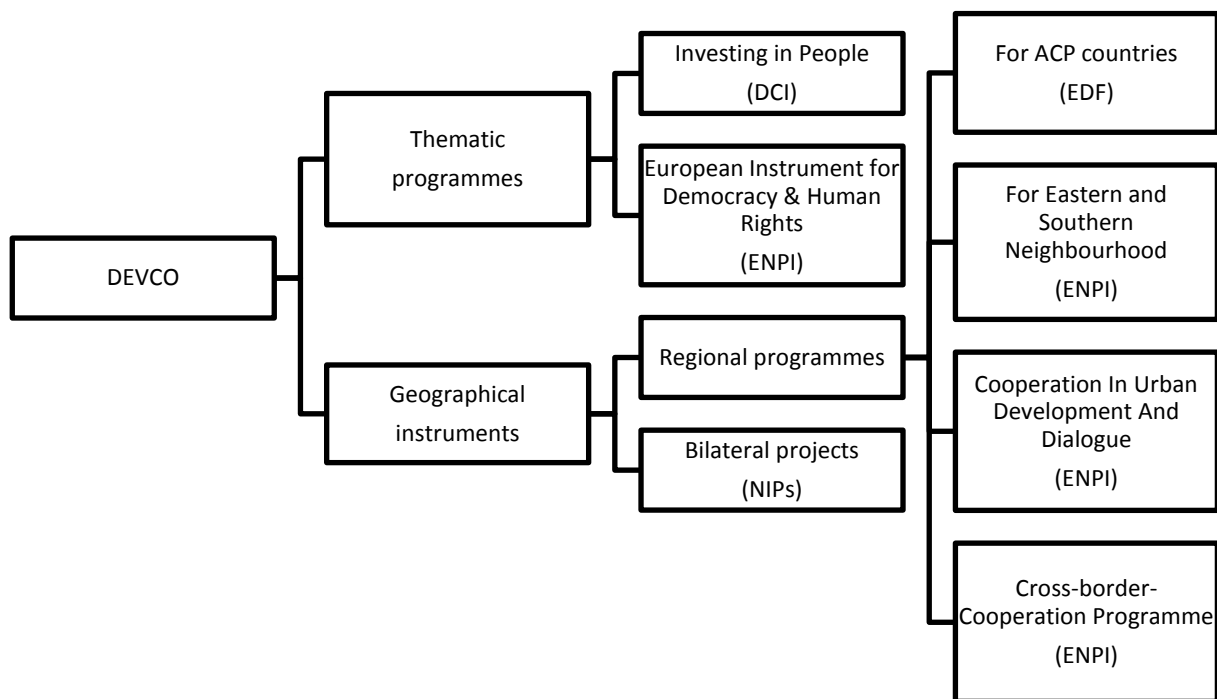 DEVCO
Thematic
programmes
Geographical
instruments
Investing in People
(DCI)
European Instrument for
Democracy & Human
Rights
(ENPI)
Regional programmes
Bilateral projects
(NIPs)
For ACP countries
(EDF)
For Eastern and
Southern
Neighbourhood
(ENPI)
Cooperation In Urban
Development And
Dialogue
(ENPI)
Cross-border-
Cooperation Programme
(ENPI)